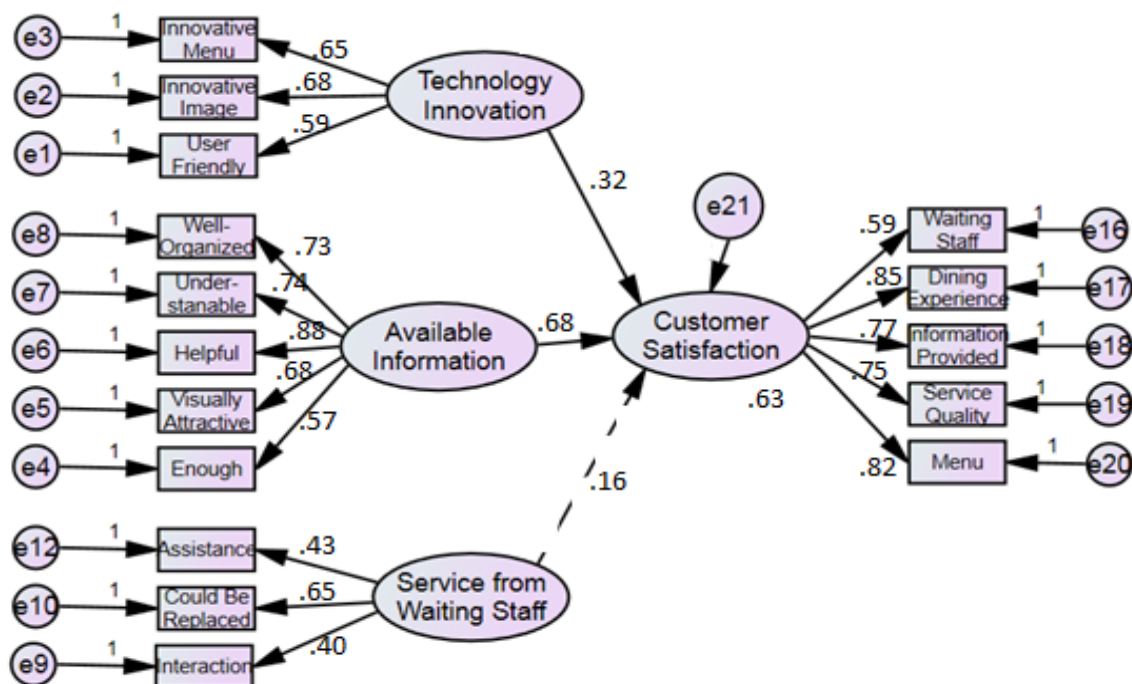 e3
1
Innovative
Menu
.65
e2
1
Innovative
Image
.68
e1
1
User
Friendly
.59
Technology
Innovation
.32
e8
1
Well-
Organized
.73
e7
1
Under-
stanable
.74
e6
1
Helpful
.88
e5
1
Visually
Attractive
.68
e4
1
Enough
.57
Available
Information
.68
e12
1
Assistance
.43
e10
1
Could Be
Replaced
.65
e9
1
Interaction
.40
Service from
Waiting Staff
.16
e21
Customer
Satisfaction
.63
.59
Waiting
Staff
1
e16
.85
Dining
Experience
1
e17
.77
Information
Provided
1
e18
.75
Service
Quality
1
e19
.82
Menu
1
e20